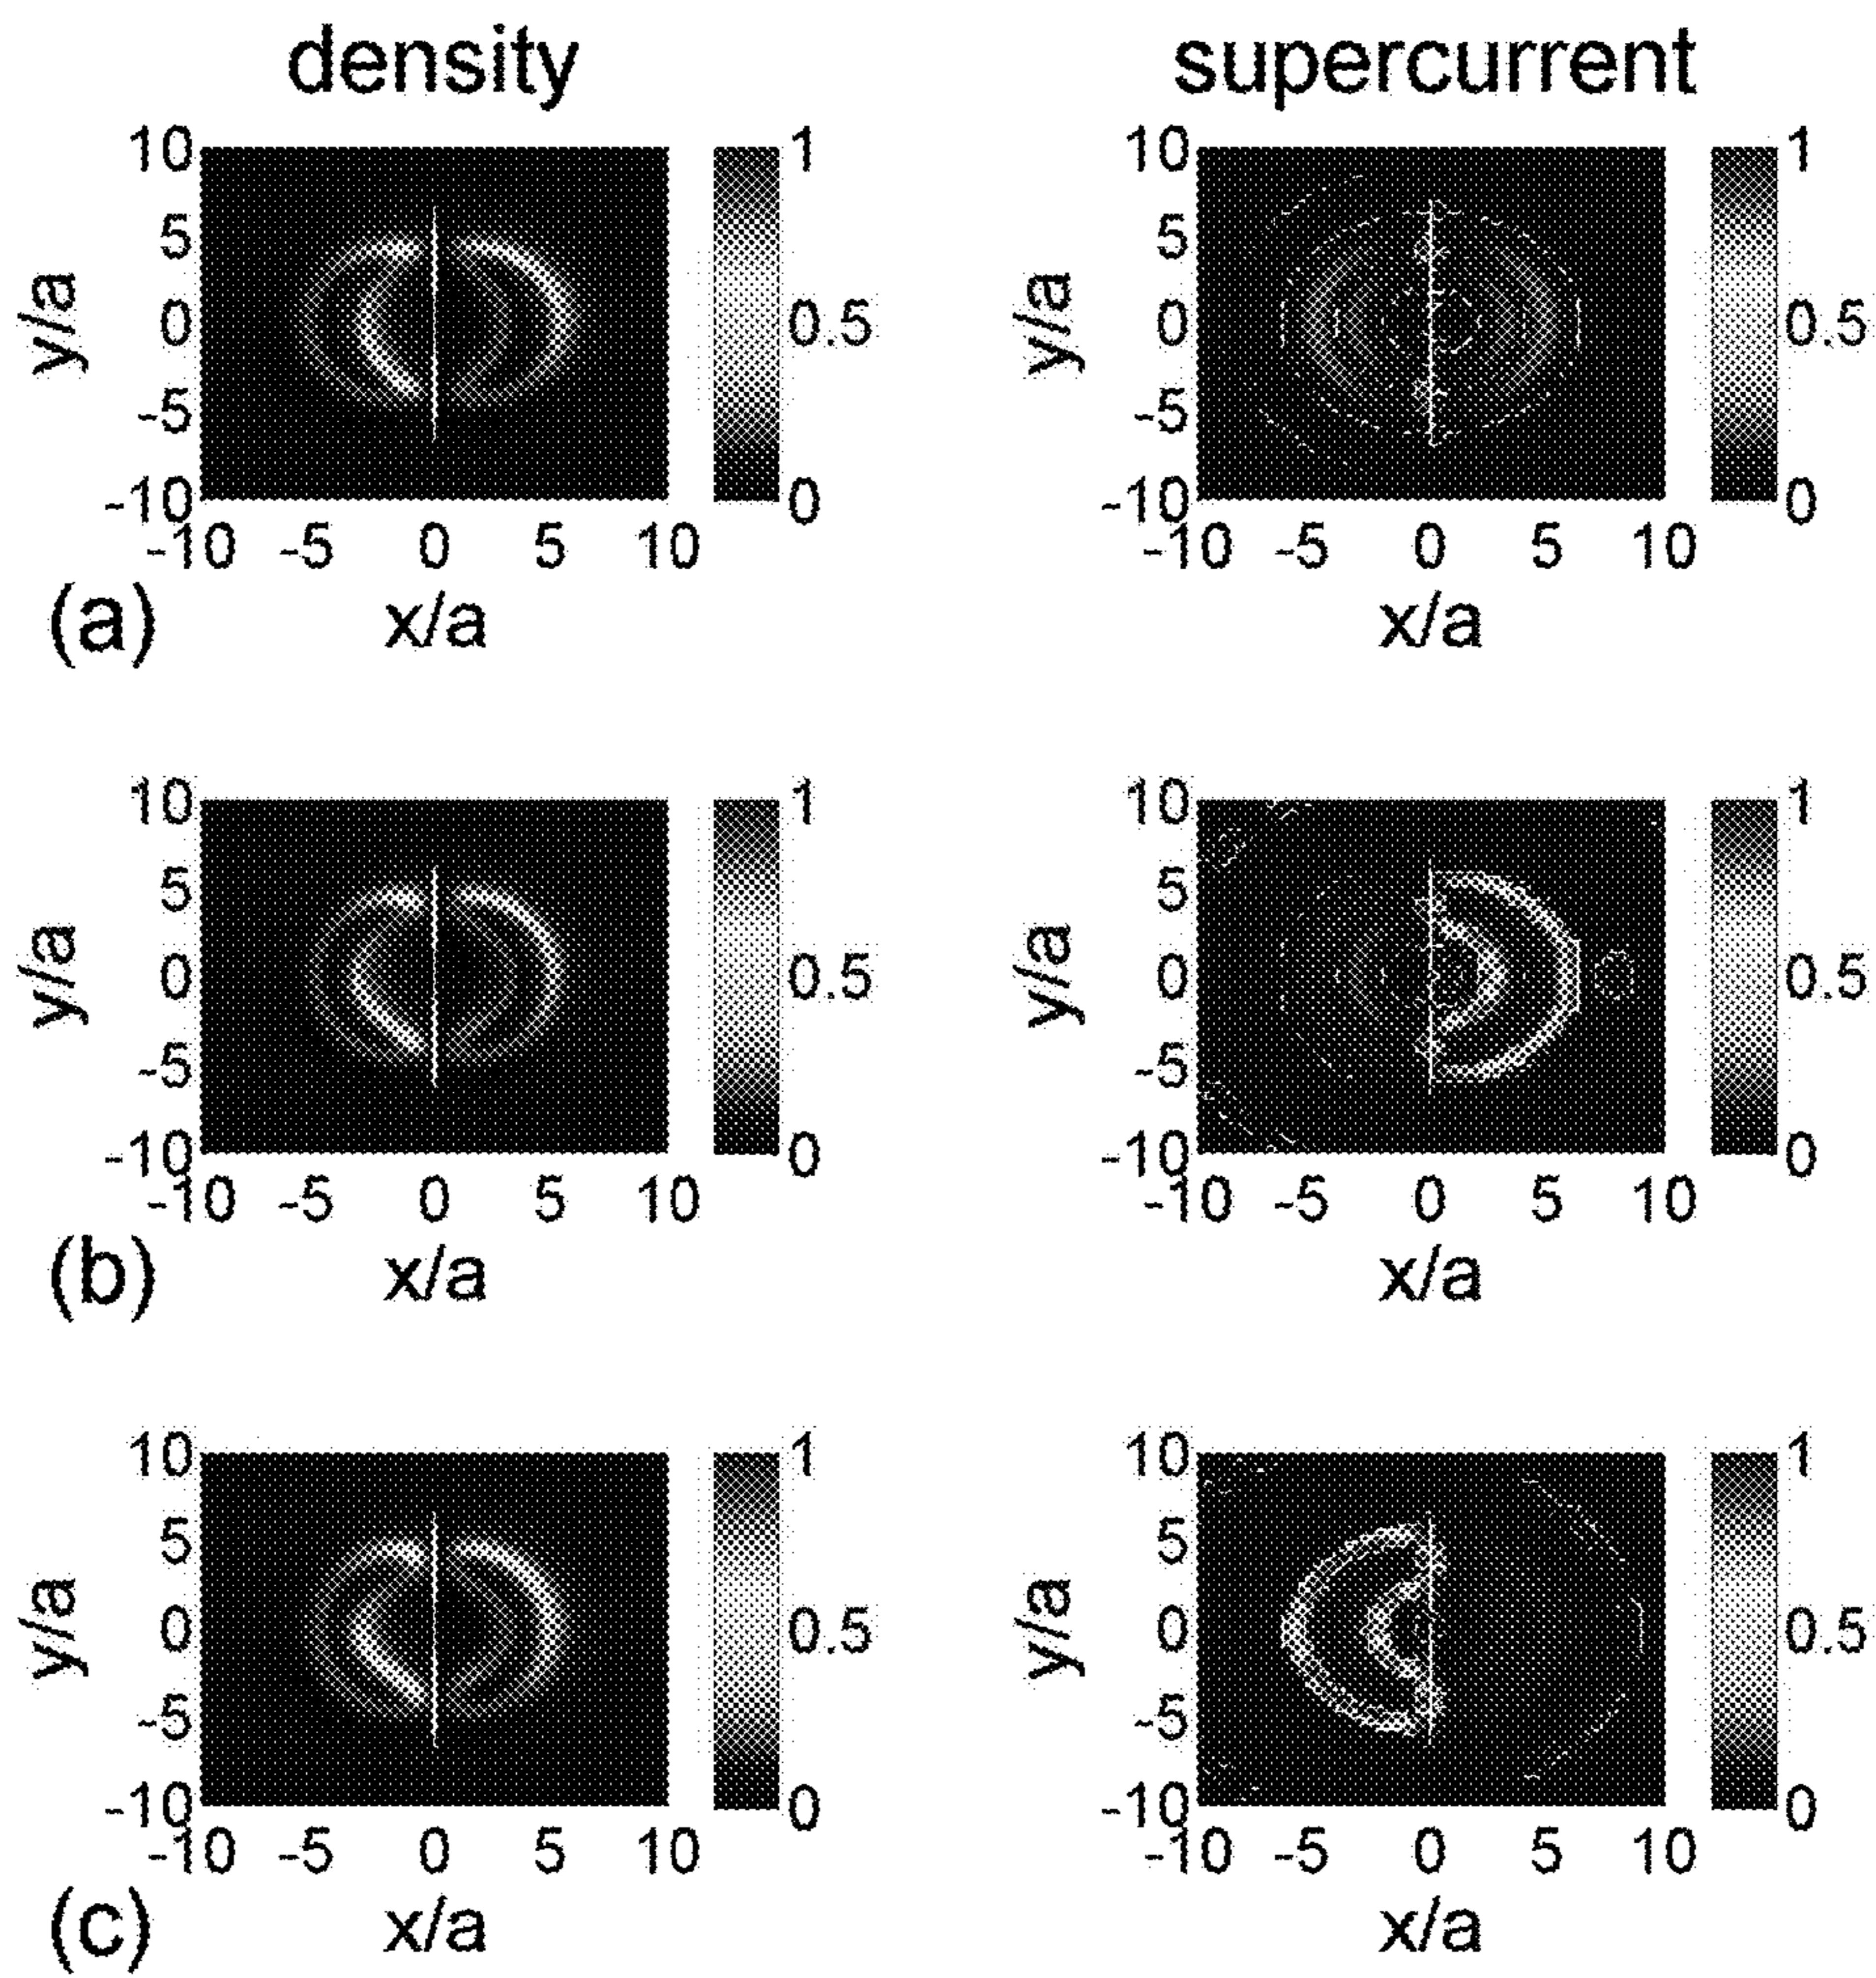 density supercurrent
10 1 10 1
5 5
y/a 0 0.5 y/a 0 0.5
-5 -5
-10 0 -10 0
-10 -5 0 5 10 -10 -5 0 5 10
(a) x/a x/a
10 1 10 1
5 5
y/a 0 0.5 y/a 0 0.5
-5 -5
-10 0 -10 0
-10 -5 0 5 10 -10 -5 0 5 10
(b) x/a x/a
10 1 10 1
5 5
y/a 0 0.5 y/a 0 0.5
-5 -5
-10 0 -10 0
-10 -5 0 5 10 -10 -5 0 5 10
(c) x/a x/a